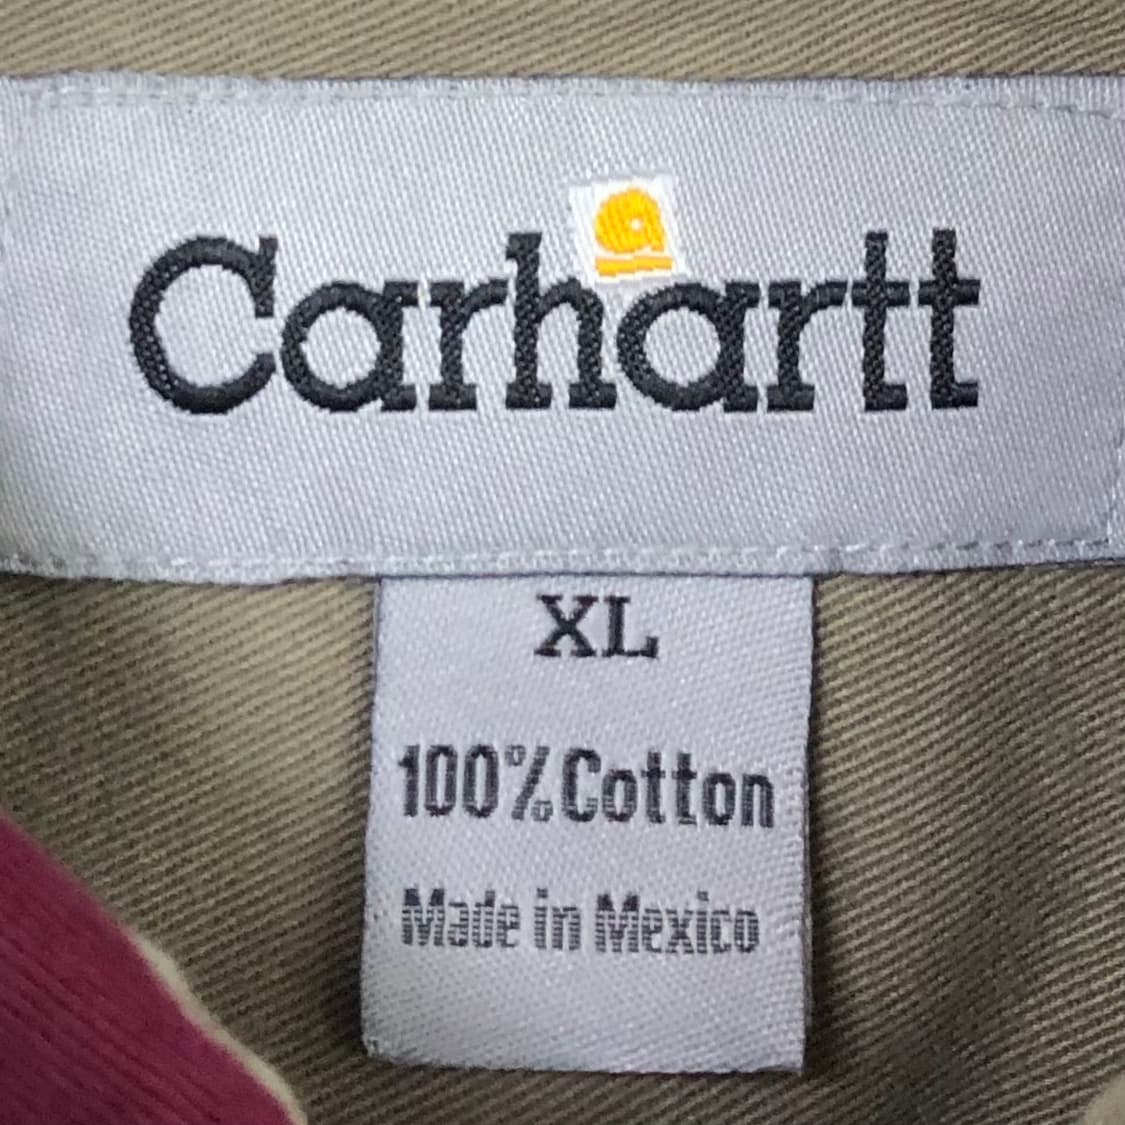 Carhartt
XL
100% Cotton
Made in Mexico